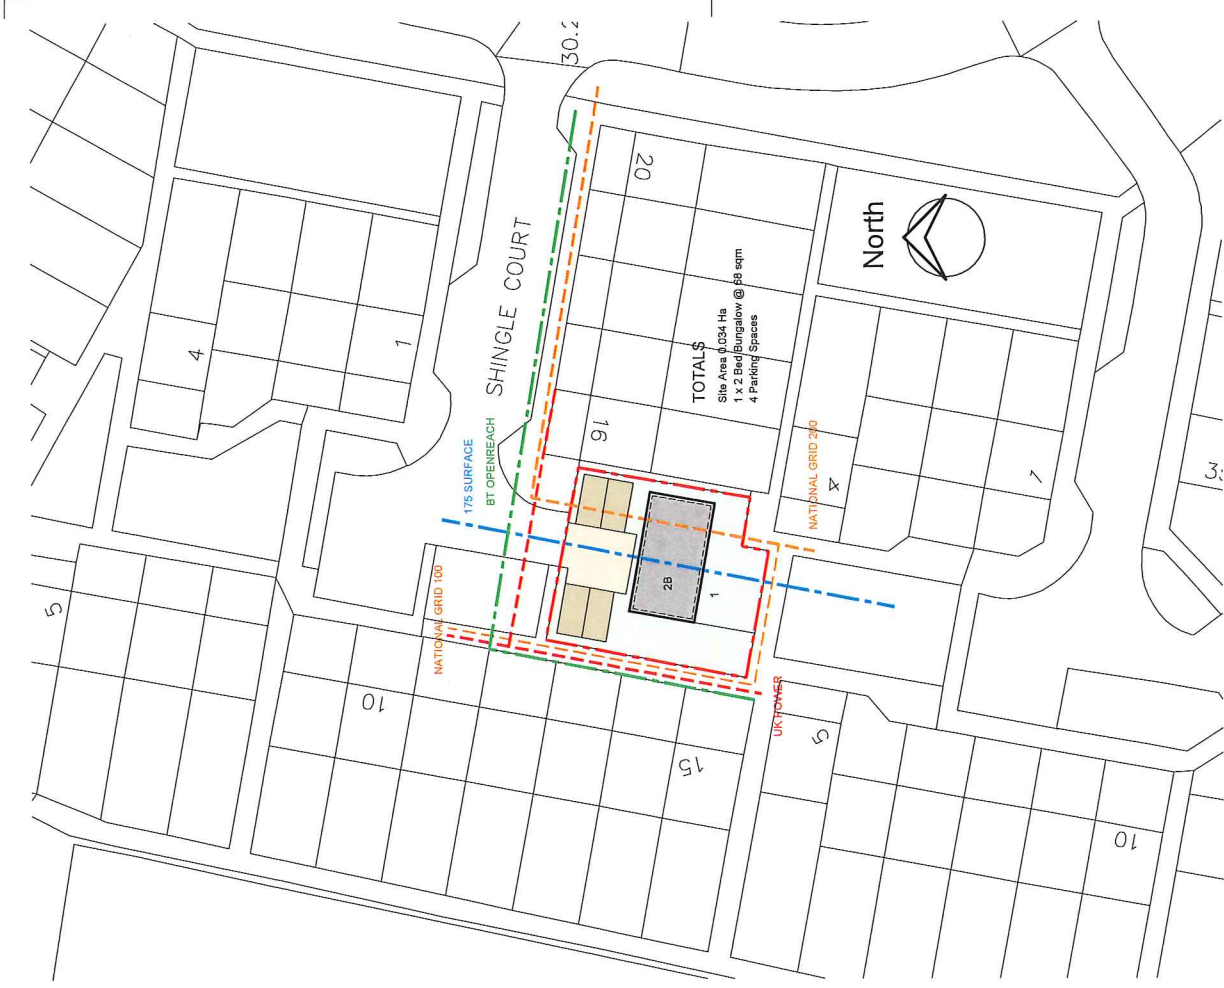 30.2
20
SHINGLE COURT
North
TOTALS
Site Area 0.034 Ha
1 x 2 Bed Bungalow @ 68 sqm
4 Parking Spaces
4
1
16
175 SURFACE
BT OPENREACH
NATIONAL GRID 200
4
1
NATIONAL GRID 100
2B
1
5
10
UK POWER
15
5
10